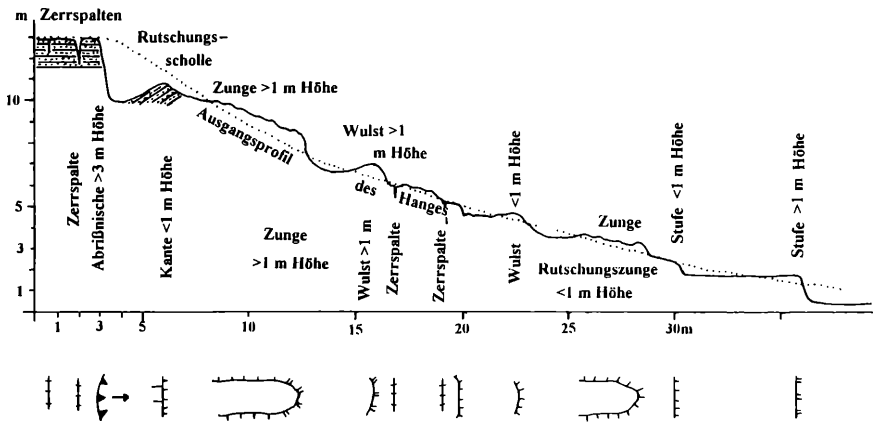 m
Zerrspalten
Rutschungs-
scholle
Zunge >1 m Höhe
Wulst >1
m Höhe
Ausgangsprofil
des
Hanges
<1 m Höhe
Zunge
Stufe <1 m Höhe
Stufe >1 m Höhe
Zerrspalte
Abrißnische >3 m Höhe
Kante <1 m Höhe
Zunge
>1 m Höhe
Wulst >1 m
Zerrspalte
Zerrspalte
Wulst
Rutschungszunge
<1 m Höhe
10
5
3
1
1 3 5 10 15 20 25 30m